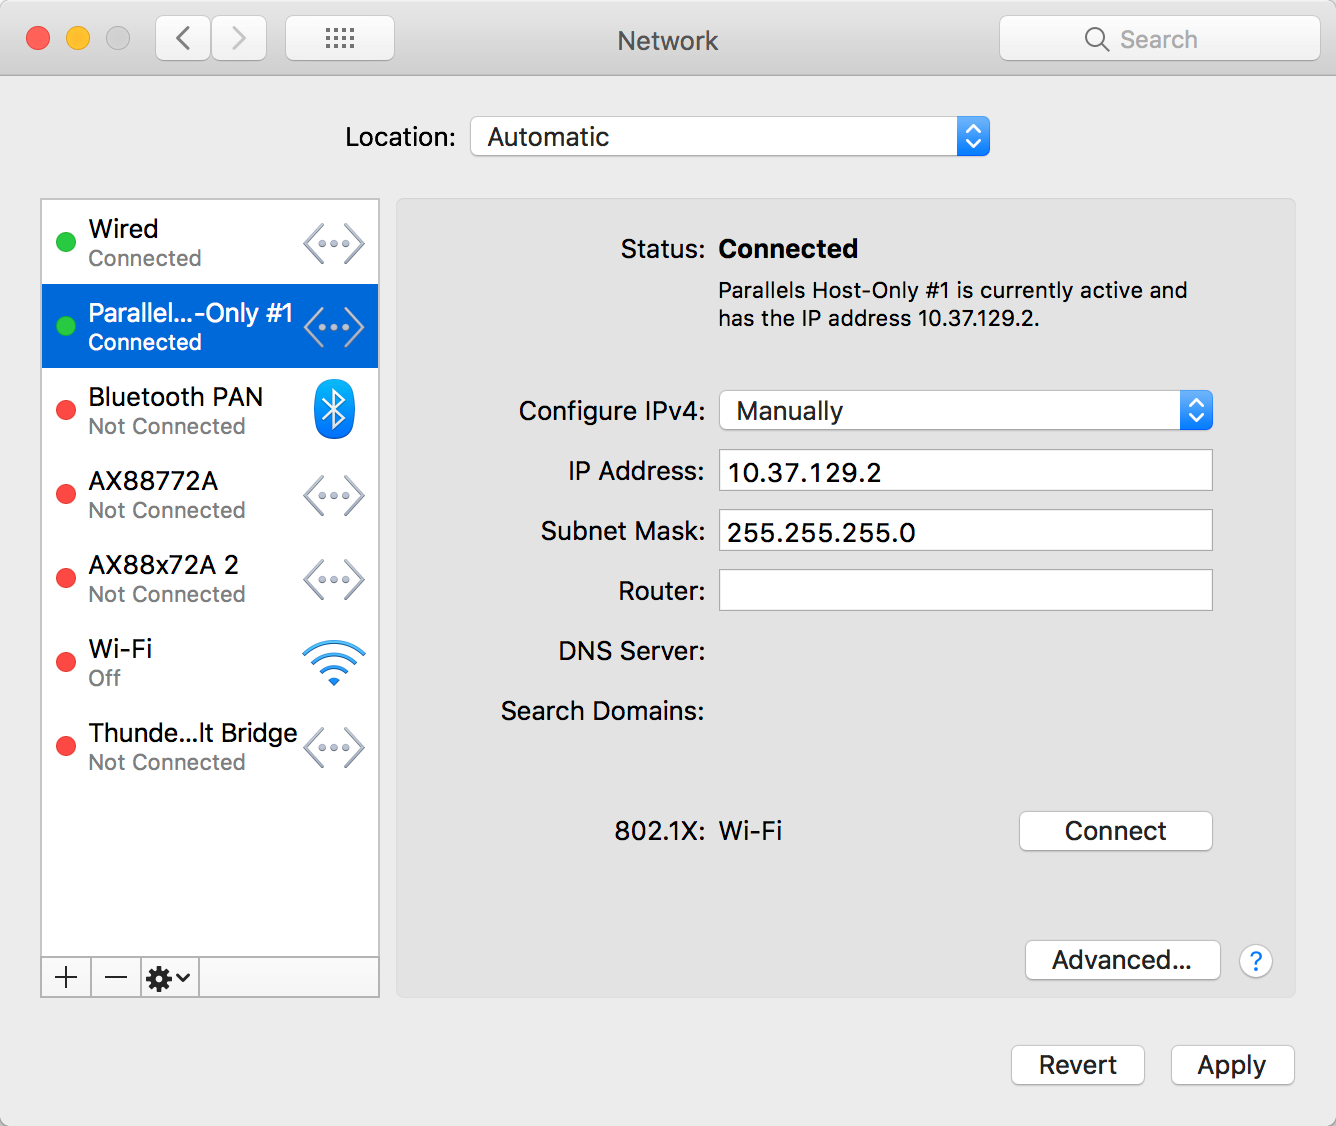 Network
Search
Location: Automatic
Wired
Connected
Parallel...-Only #1
Connected
Bluetooth PAN
Not Connected
AX88772A
Not Connected
AX88x72A 2
Not Connected
Wi-Fi
Off
Thunde...lt Bridge
Not Connected
Status: Connected
Parallels Host-Only #1 is currently active and
has the IP address 10.37.129.2.
Configure IPv4: Manually
IP Address: 10.37.129.2
Subnet Mask: 255.255.255.0
Router:
DNS Server:
Search Domains:
802.1X: Wi-Fi Connect
Advanced... ?
Revert Apply